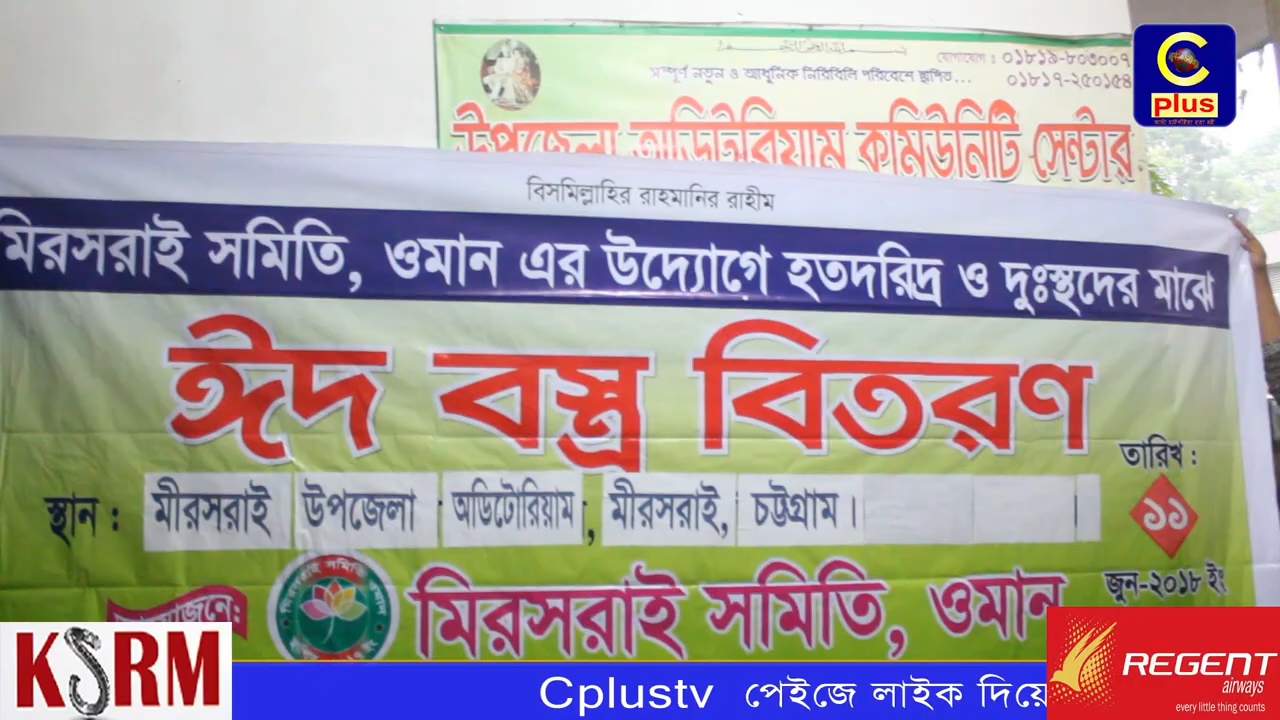 যোগাযোগ : ০১৮১৯-৮০৩০০৭
সম্পূর্ণ নতুন ও আধুনিক নিরিবিলি পরিবেশে স্থাপিত... ০১৮১৭-২৫০১৫৪
উপজেলা অডিটরিয়াম কমিউনিটি সেন্টার
C
plus
বিসমিল্লাহির রাহমানির রাহীম
মিরসরাই সমিতি, ওমান এর উদ্যোগে হতদরিদ্র ও দুঃস্থদের মাঝে
ঈদ বস্ত্র বিতরণ
তারিখ :
স্থান : মীরসরাই উপজেলা অডিটোরিয়াম, মীরসরাই, চট্টগ্রাম।
১১
জুন-২০১৮ ইং
মিরসরাই সমিতি, ওমান
KSRM
Cplustv পেইজে লাইক দিয়ে
REGENT
airways
every little thing counts